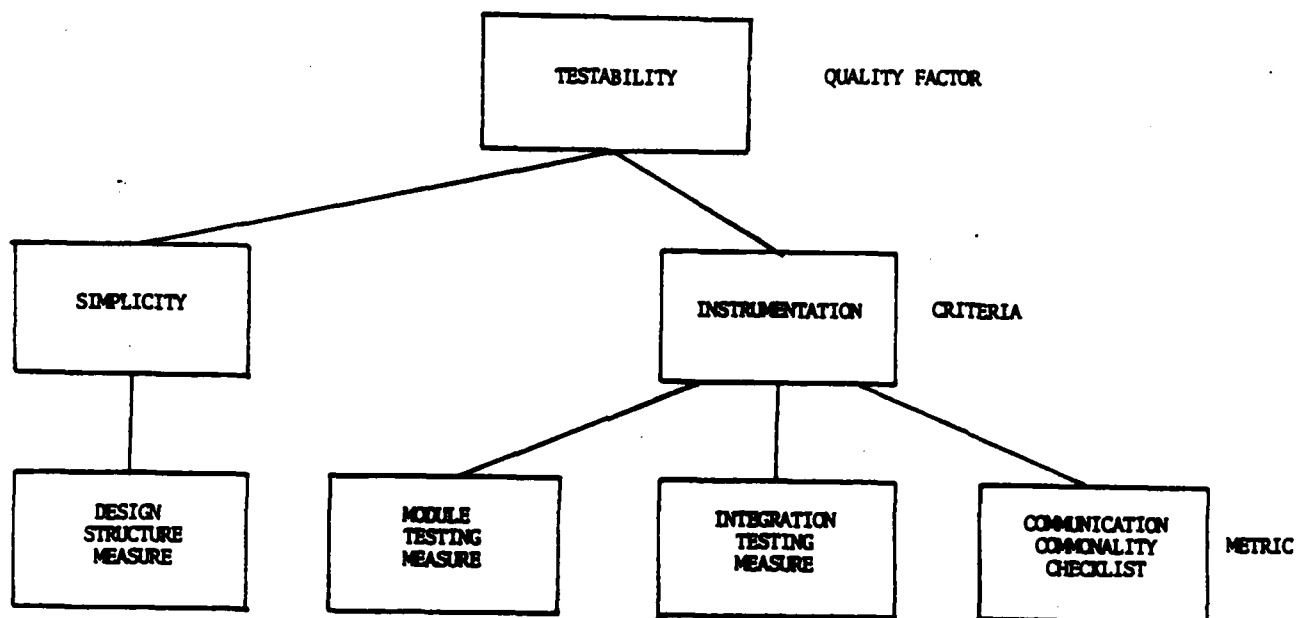 TESTABILITY
QUALITY FACTOR
SIMPLICITY
INSTRUMENTATION
CRITERIA
DESIGN
STRUCTURE
MEASURE
MODULE
TESTING
MEASURE
INTEGRATION
TESTING
MEASURE
COMMUNICATION
COMMONALITY
CHECKLIST
METRIC